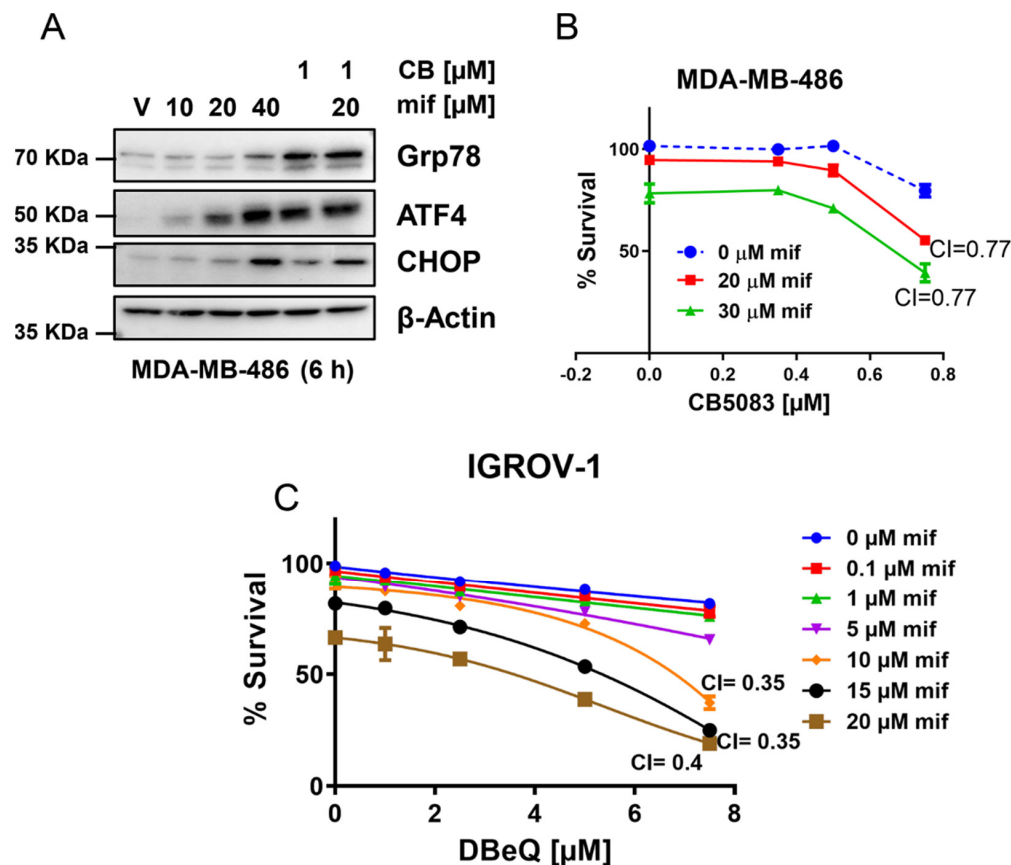 A
CB [µM] 1 1
mif [µM] V 10 20 40 20
70 KDa Grp78
50 KDa ATF4
35 KDa CHOP
β-Actin
35 KDa
MDA-MB-486 (6 h)
B
MDA-MB-486
% Survival
100
50
0 µM mif
20 µM mif
30 µM mif
CI=0.77
CI=0.77
-0.2 0.0 0.2 0.4 0.6 0.8
CB5083 [µM]
IGROV-1
C
% Survival
100
50
0
0 2 4 6 8
DBeQ [µM]
CI= 0.35
CI= 0.35
CI= 0.4
0 µM mif
0.1 µM mif
1 µM mif
5 µM mif
10 µM mif
15 µM mif
20 µM mif